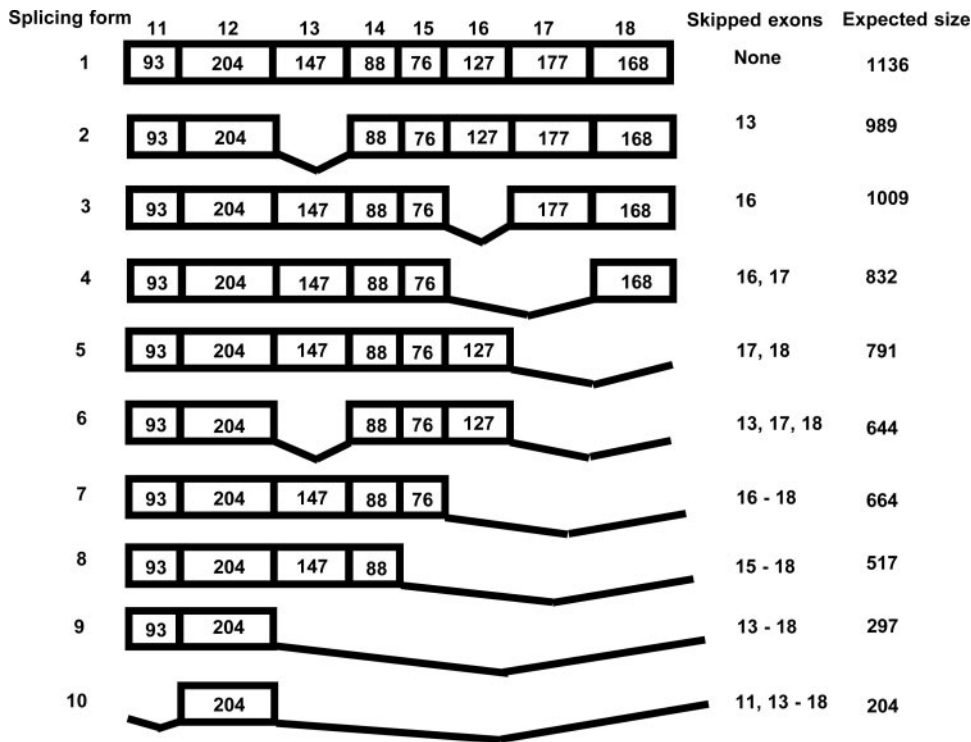 Splicing form Skipped exons Expected size
11 12 13 14 15 16 17 18
1 93 204 147 88 76 127 177 168 None 1136
2 93 204 88 76 127 177 168 13 989
3 93 204 147 88 76 177 168 16 1009
4 93 204 147 88 76 168 16, 17 832
5 93 204 147 88 76 127 17, 18 791
6 93 204 88 76 127 13, 17, 18 644
7 93 204 147 88 76 16 - 18 664
8 93 204 147 88 15 - 18 517
9 93 204 13 - 18 297
10 204 11, 13 - 18 204